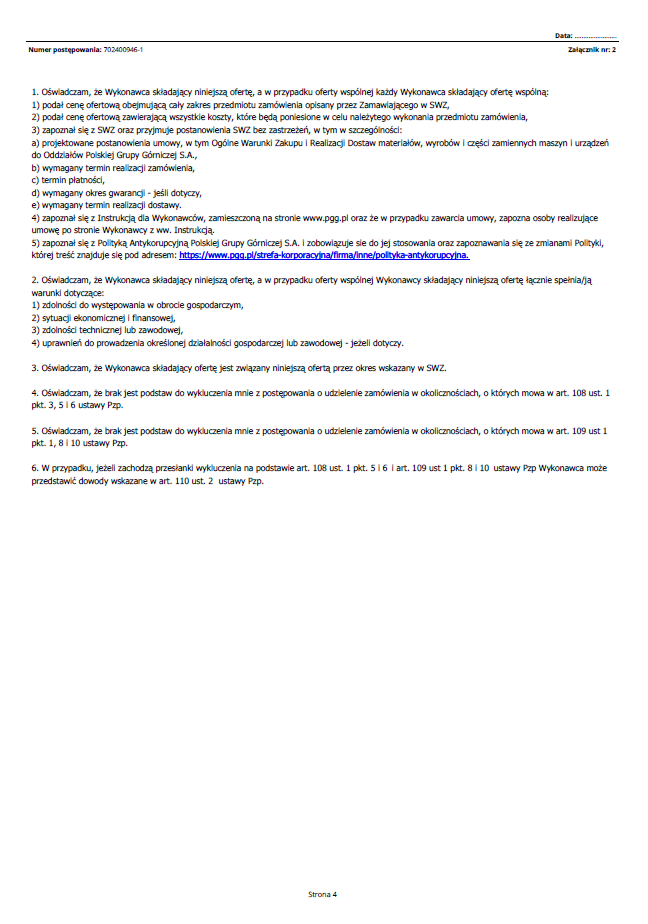 Data: ......................
Numer postępowania: 702400946-1 Załącznik nr: 2
1. Oświadczam, że Wykonawca składający niniejszą ofertę, a w przypadku oferty wspólnej każdy Wykonawca składający ofertę wspólną:
1) podał cenę ofertową obejmującą cały zakres przedmiotu zamówienia opisany przez Zamawiającego w SWZ,
2) podał cenę ofertową zawierającą wszystkie koszty, które będą poniesione w celu należytego wykonania przedmiotu zamówienia,
3) zapoznał się z SWZ oraz przyjmuje postanowienia SWZ bez zastrzeżeń, w tym w szczególności:
a) projektowane postanowienia umowy, w tym Ogólne Warunki Zakupu i Realizacji Dostaw materiałów, wyrobów i części zamiennych maszyn i urządzeń
do Oddziałów Polskiej Grupy Górniczej S.A.,
b) wymagany termin realizacji zamówienia,
c) termin płatności,
d) wymagany okres gwarancji - jeśli dotyczy,
e) wymagany termin realizacji dostawy.
4) zapoznał się z Instrukcją dla Wykonawców, zamieszczoną na stronie www.pgg.pl oraz że w przypadku zawarcia umowy, zapozna osoby realizujące
umowę po stronie Wykonawcy z ww. Instrukcją.
5) zapoznał się z Polityką Antykorupcyjną Polskiej Grupy Górniczej S.A. i zobowiązuje sie do jej stosowania oraz zapoznawania się ze zmianami Polityki,
której treść znajduje się pod adresem: https://www.pgg.pl/strefa-korporacyjna/firma/inne/polityka-antykorupcyjna.
2. Oświadczam, że Wykonawca składający niniejszą ofertę, a w przypadku oferty wspólnej Wykonawcy składający niniejszą ofertę łącznie spełnia/ją
warunki dotyczące:
1) zdolności do występowania w obrocie gospodarczym,
2) sytuacji ekonomicznej i finansowej,
3) zdolności technicznej lub zawodowej,
4) uprawnień do prowadzenia określonej działalności gospodarczej lub zawodowej - jeżeli dotyczy.
3. Oświadczam, że Wykonawca składający ofertę jest związany niniejszą ofertą przez okres wskazany w SWZ.
4. Oświadczam, że brak jest podstaw do wykluczenia mnie z postępowania o udzielenie zamówienia w okolicznościach, o których mowa w art. 108 ust. 1
pkt. 3, 5 i 6 ustawy Pzp.
5. Oświadczam, że brak jest podstaw do wykluczenia mnie z postępowania o udzielenie zamówienia w okolicznościach, o których mowa w art. 109 ust 1
pkt. 1, 8 i 10 ustawy Pzp.
6. W przypadku, jeżeli zachodzą przesłanki wykluczenia na podstawie art. 108 ust. 1 pkt. 5 i 6 i art. 109 ust 1 pkt. 8 i 10 ustawy Pzp Wykonawca może
przedstawić dowody wskazane w art. 110 ust. 2 ustawy Pzp.
Strona 4